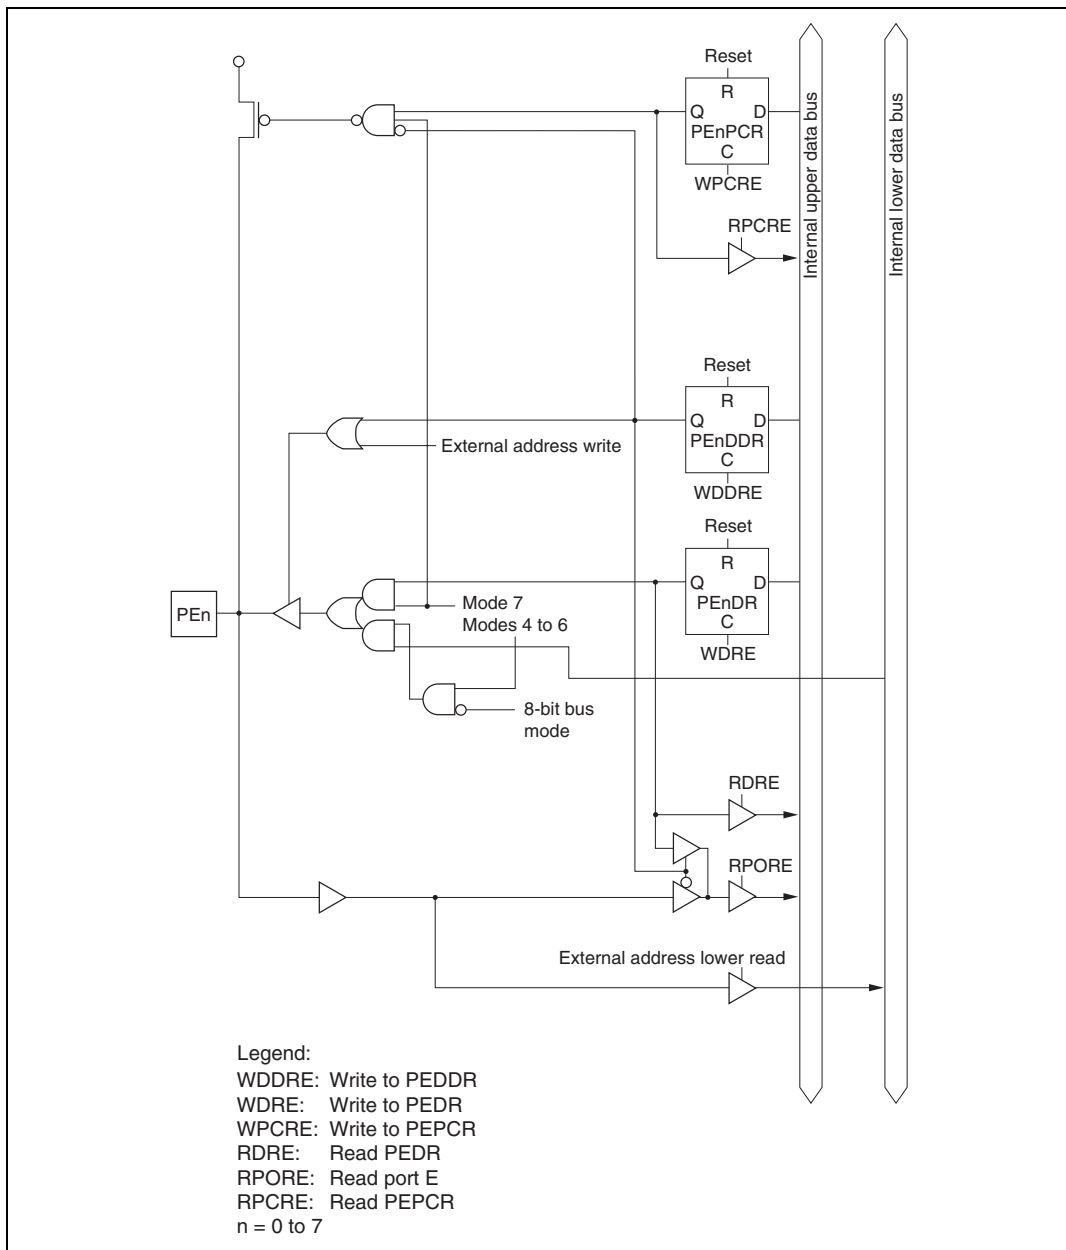 Reset
R
Q D
PEnPCR
C
WPCRE
RPCRE
Internal upper data bus
Internal lower data bus
Reset
R
Q D
PEnDDR
C
WDDRE
External address write
Reset
R
Q D
PEnDR
C
WDRE
PEn
Mode 7
Modes 4 to 6
8-bit bus
mode
RDRE
RPORE
External address lower read
Legend:
WDDRE: Write to PEDDR
WDRE: Write to PEDR
WPCRE: Write to PEPCR
RDRE: Read PEDR
RPORE: Read port E
RPCRE: Read PEPCR
n = 0 to 7